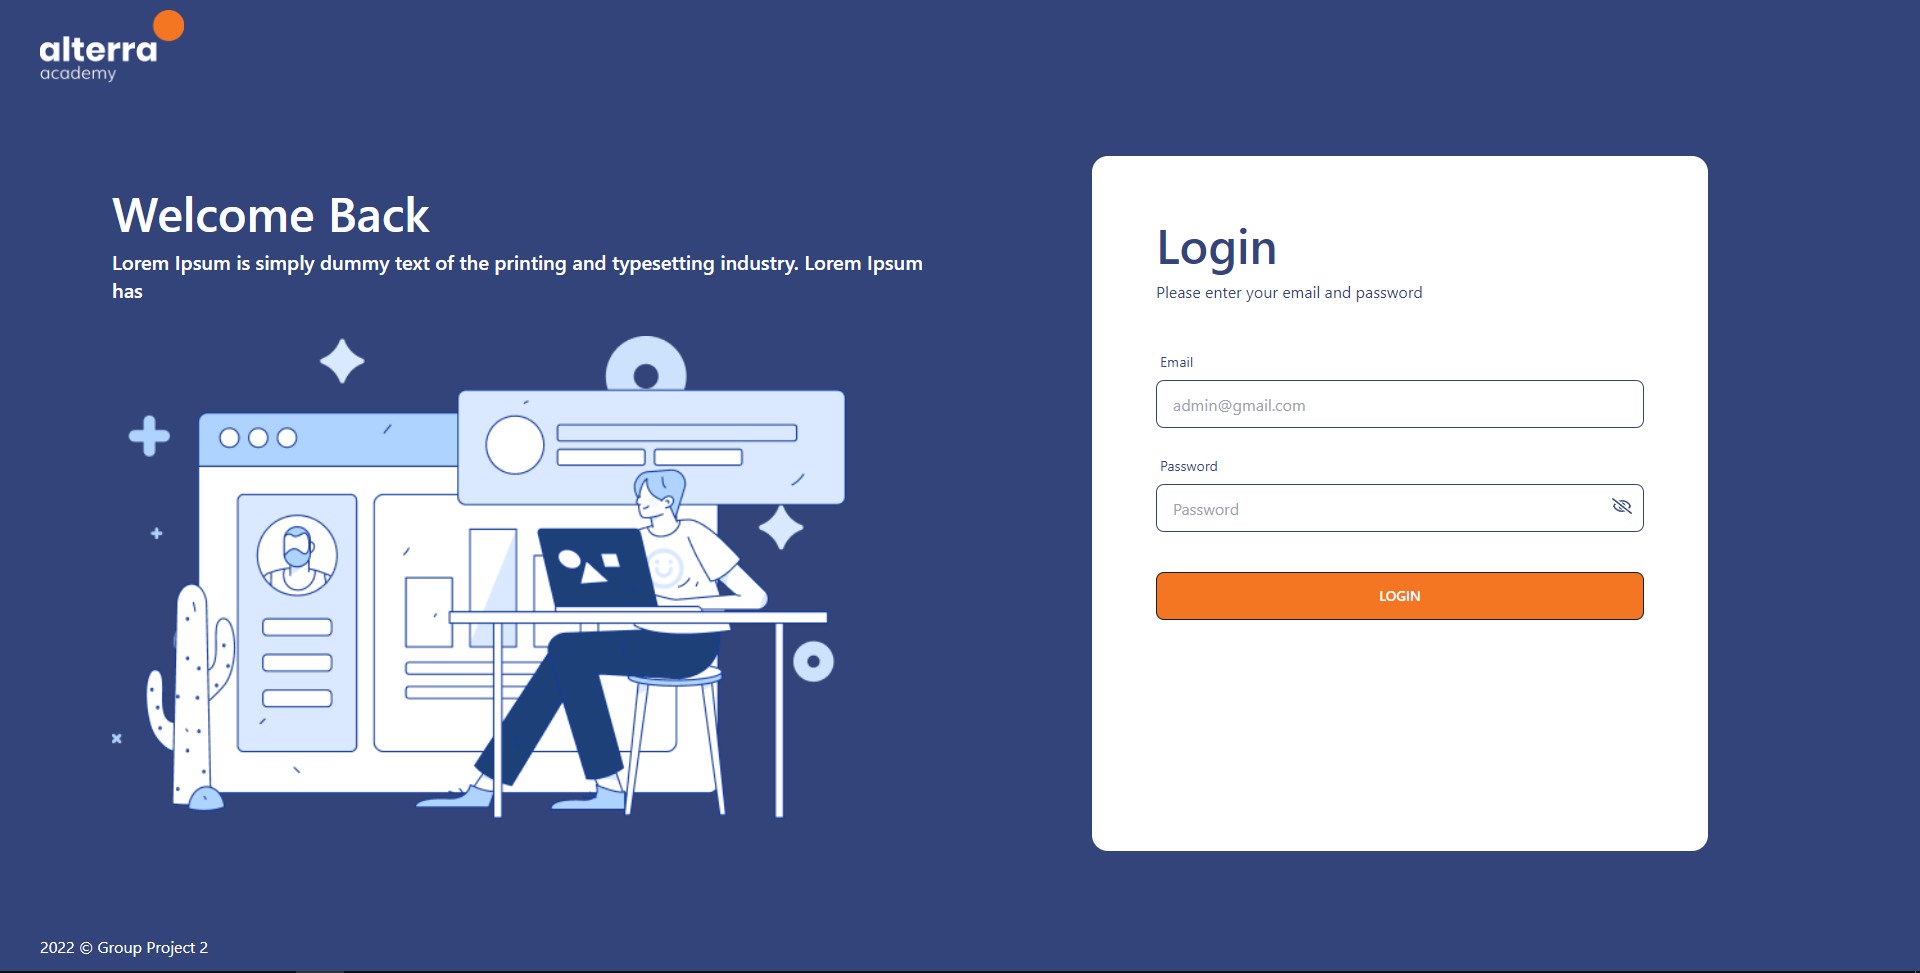 alterra
academy
Welcome Back
Lorem Ipsum is simply dummy text of the printing and typesetting industry. Lorem Ipsum
has
Login
Please enter your email and password
Email
admin@gmail.com
Password
Password
LOGIN
2022 © Group Project 2